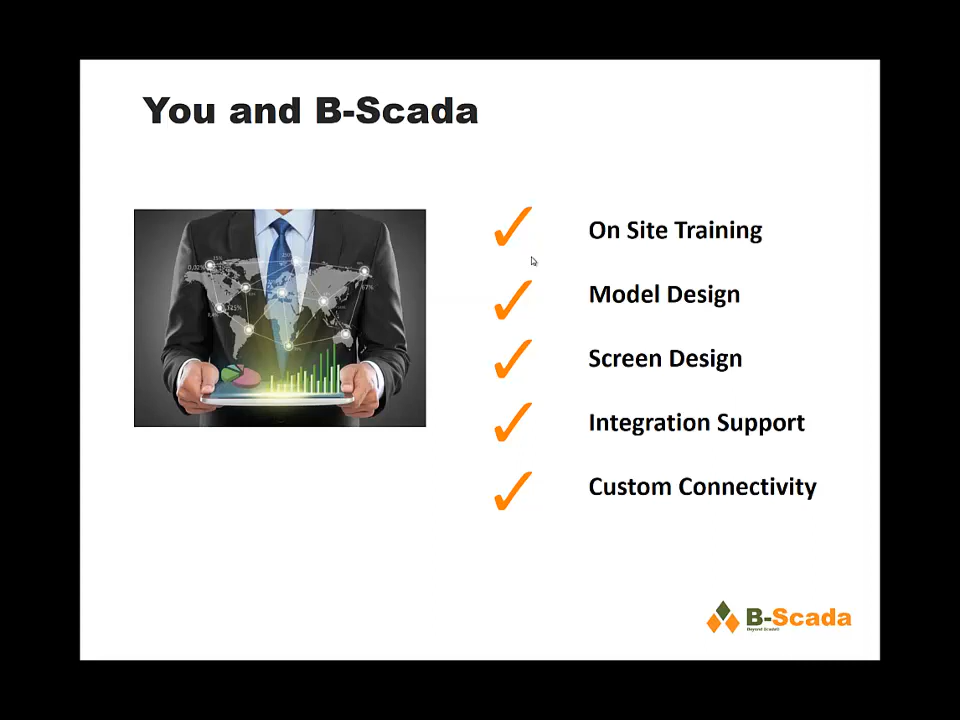 You and B-Scada
On Site Training
Model Design
Screen Design
Integration Support
Custom Connectivity
B-Scada
Beyond Scada®